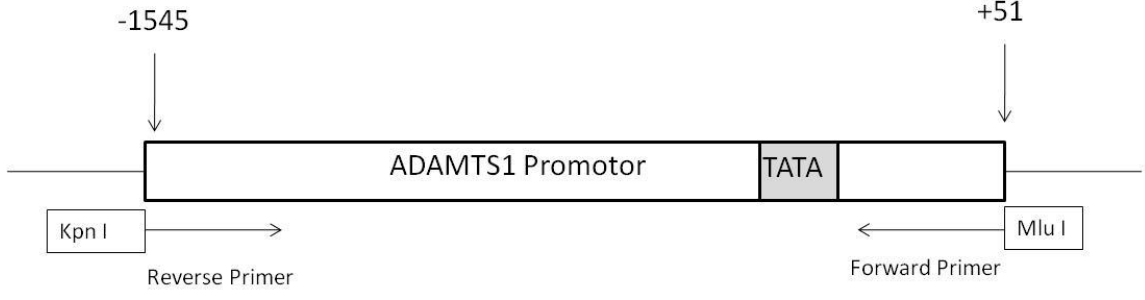 -1545
+51
ADAMTS1 Promotor
TATA
Kpn I
Mlu I
Reverse Primer
Forward Primer